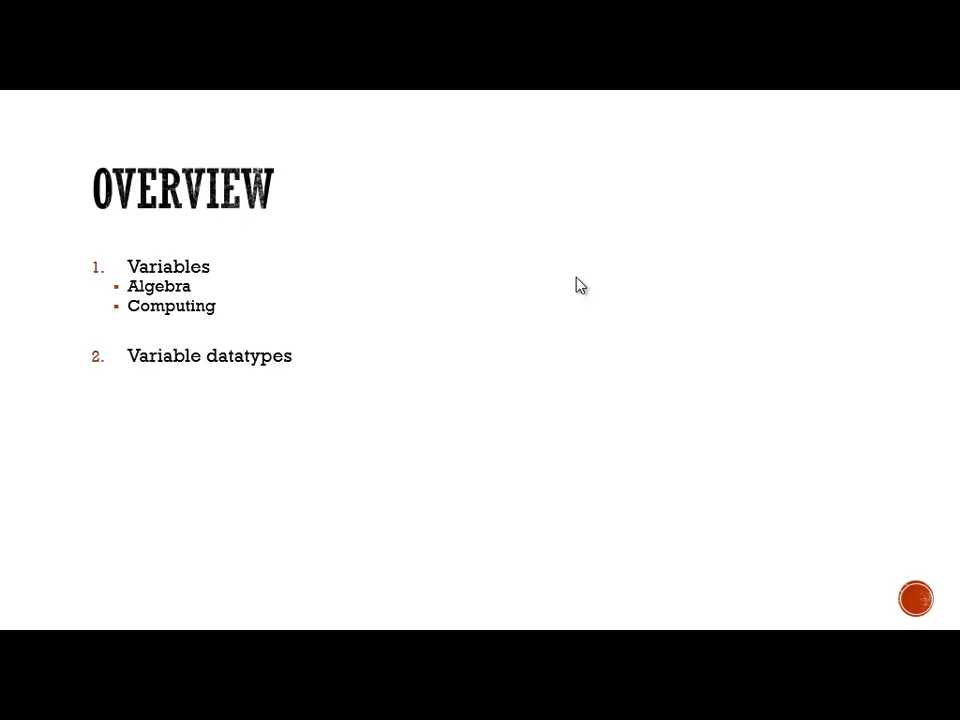 OVERVIEW
1. Variables
▪ Algebra
▪ Computing
2. Variable datatypes